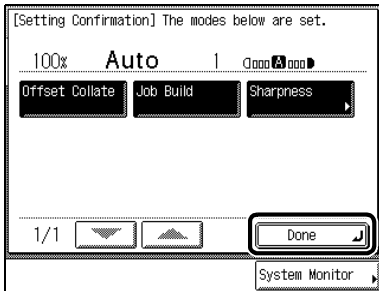 [Setting Confirmation] The modes below are set.
100% Auto 1 A
Offset Collate Job Build Sharpness
1/1 Done
System Monitor